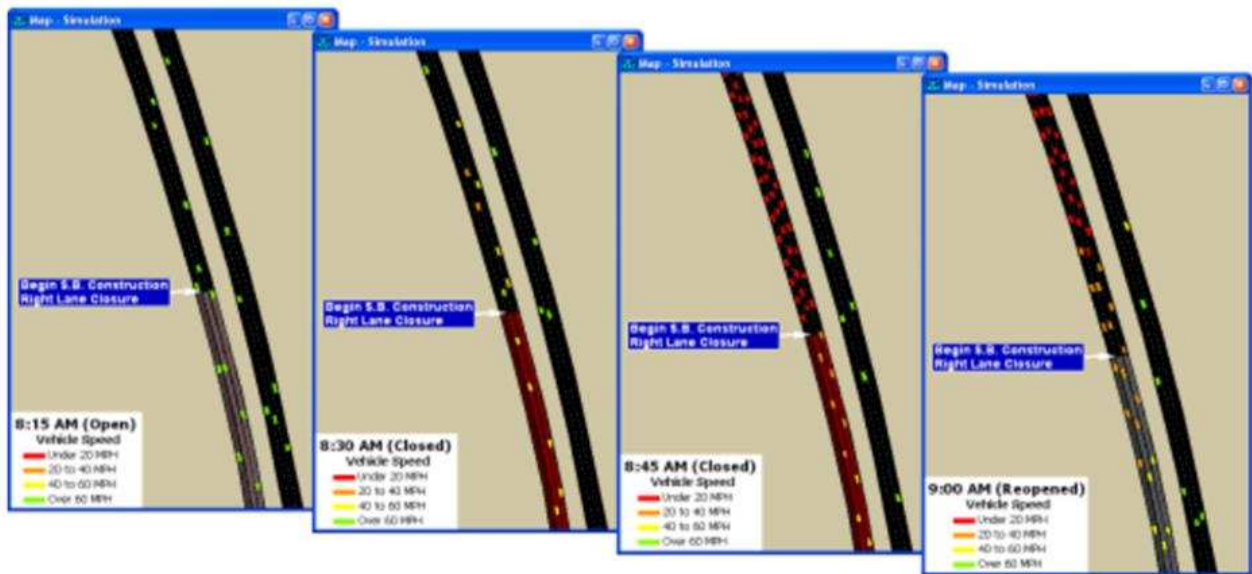 Map - Simulation
Begin S.B. Construction
Right Lane Closure
8:15 AM (Open)
Vehicle Speed
Under 20 MPH
20 to 40 MPH
40 to 60 MPH
Over 60 MPH
Map - Simulation
Begin S.B. Construction
Right Lane Closure
8:30 AM (Closed)
Vehicle Speed
Under 20 MPH
20 to 40 MPH
40 to 60 MPH
Over 60 MPH
Map - Simulation
Begin S.B. Construction
Right Lane Closure
8:45 AM (Closed)
Vehicle Speed
Under 20 MPH
20 to 40 MPH
40 to 60 MPH
Over 60 MPH
Map - Simulation
Begin S.B. Construction
Right Lane Closure
9:00 AM (Reopened)
Vehicle Speed
Under 20 MPH
20 to 40 MPH
40 to 60 MPH
Over 60 MPH